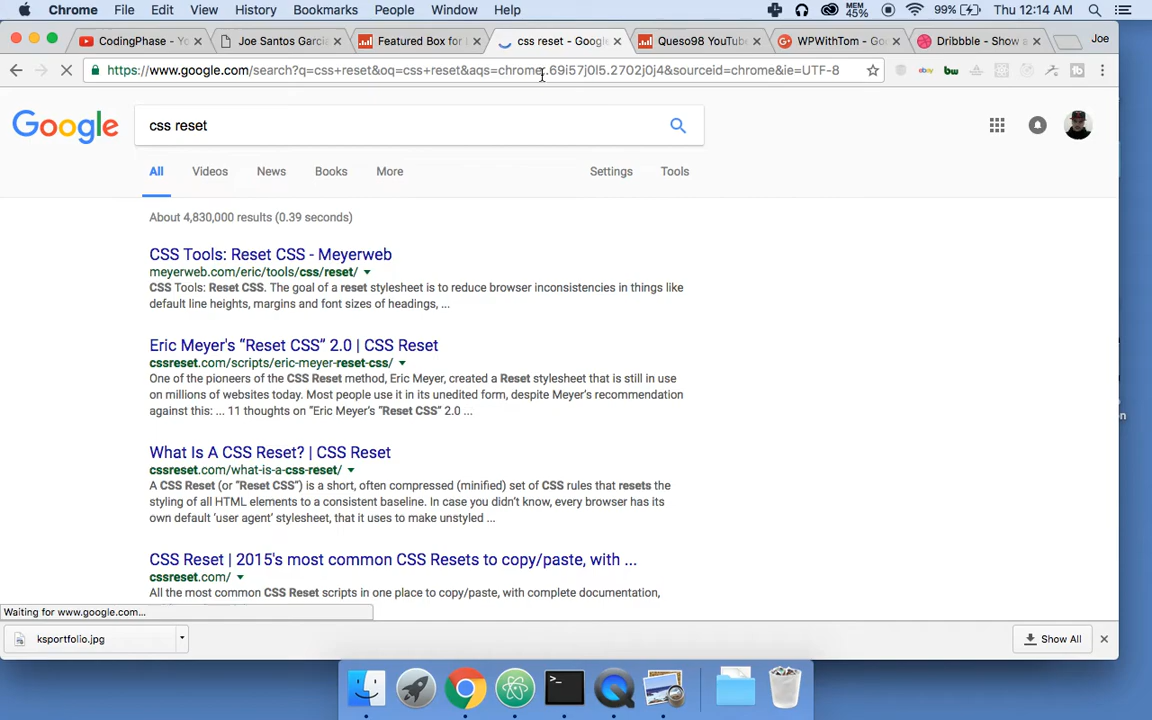 Chrome File Edit View History Bookmarks People Window Help MEM 45% 99% Thu 12:14 AM
CodingPhase - Yo Joe Santos Garcia Featured Box for css reset - Google Queso98 YouTube WPWithTom - Go Dribbble - Show a Joe
https://www.google.com/search?q=css+reset&oq=css+reset&aqs=chrome..69i57j0l5.2702j0j4&sourceid=chrome&ie=UTF-8
Google css reset
All Videos News Books More Settings Tools
About 4,830,000 results (0.39 seconds)
CSS Tools: Reset CSS - Meyerweb
meyerweb.com/eric/tools/css/reset/
CSS Tools: Reset CSS. The goal of a reset stylesheet is to reduce browser inconsistencies in things like
default line heights, margins and font sizes of headings, ...
Eric Meyer's “Reset CSS” 2.0 | CSS Reset
cssreset.com/scripts/eric-meyer-reset-css/
One of the pioneers of the CSS Reset method, Eric Meyer, created a Reset stylesheet that is still in use
on millions of websites today. Most people use it in its unedited form, despite Meyer's recommendation
against this: ... 11 thoughts on “Eric Meyer's “Reset CSS” 2.0 ...
What Is A CSS Reset? | CSS Reset
cssreset.com/what-is-a-css-reset/
A CSS Reset (or “Reset CSS”) is a short, often compressed (minified) set of CSS rules that resets the
styling of all HTML elements to a consistent baseline. In case you didn't know, every browser has its
own default ‘user agent’ stylesheet, that it uses to make unstyled ...
CSS Reset | 2015's most common CSS Resets to copy/paste, with ...
cssreset.com/
All the most common CSS Reset scripts in one place to copy/paste, with complete documentation,
Waiting for www.google.com...
ksportfolio.jpg Show All